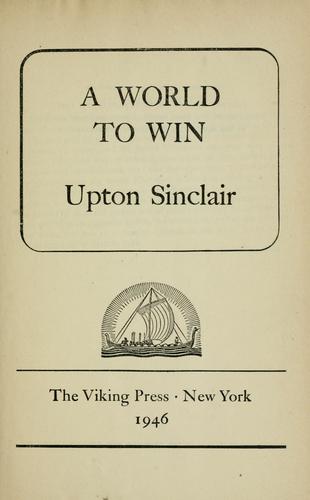 A WORLD
TO WIN
Upton Sinclair
The Viking Press · New York
1946